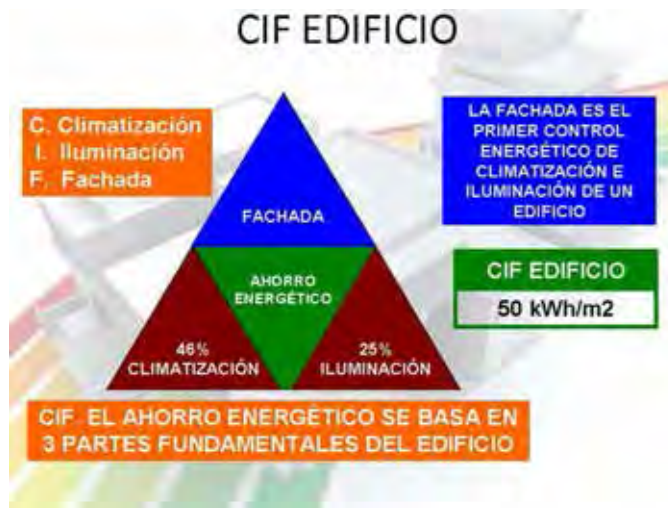 CIF EDIFICIO
C. Climatización
I. Iluminación
F. Fachada
LA FACHADA ES EL
PRIMER CONTROL
ENERGÉTICO DE
CLIMATIZACIÓN E
ILUMINACIÓN DE UN
EDIFICIO
FACHADA
AHORRO
ENERGÉTICO
CIF EDIFICIO
50 kWh/m2
46%
CLIMATIZACIÓN
25%
ILUMINACIÓN
CIF EL AHORRO ENERGÉTICO SE BASA EN
3 PARTES FUNDAMENTALES DEL EDIFICIO